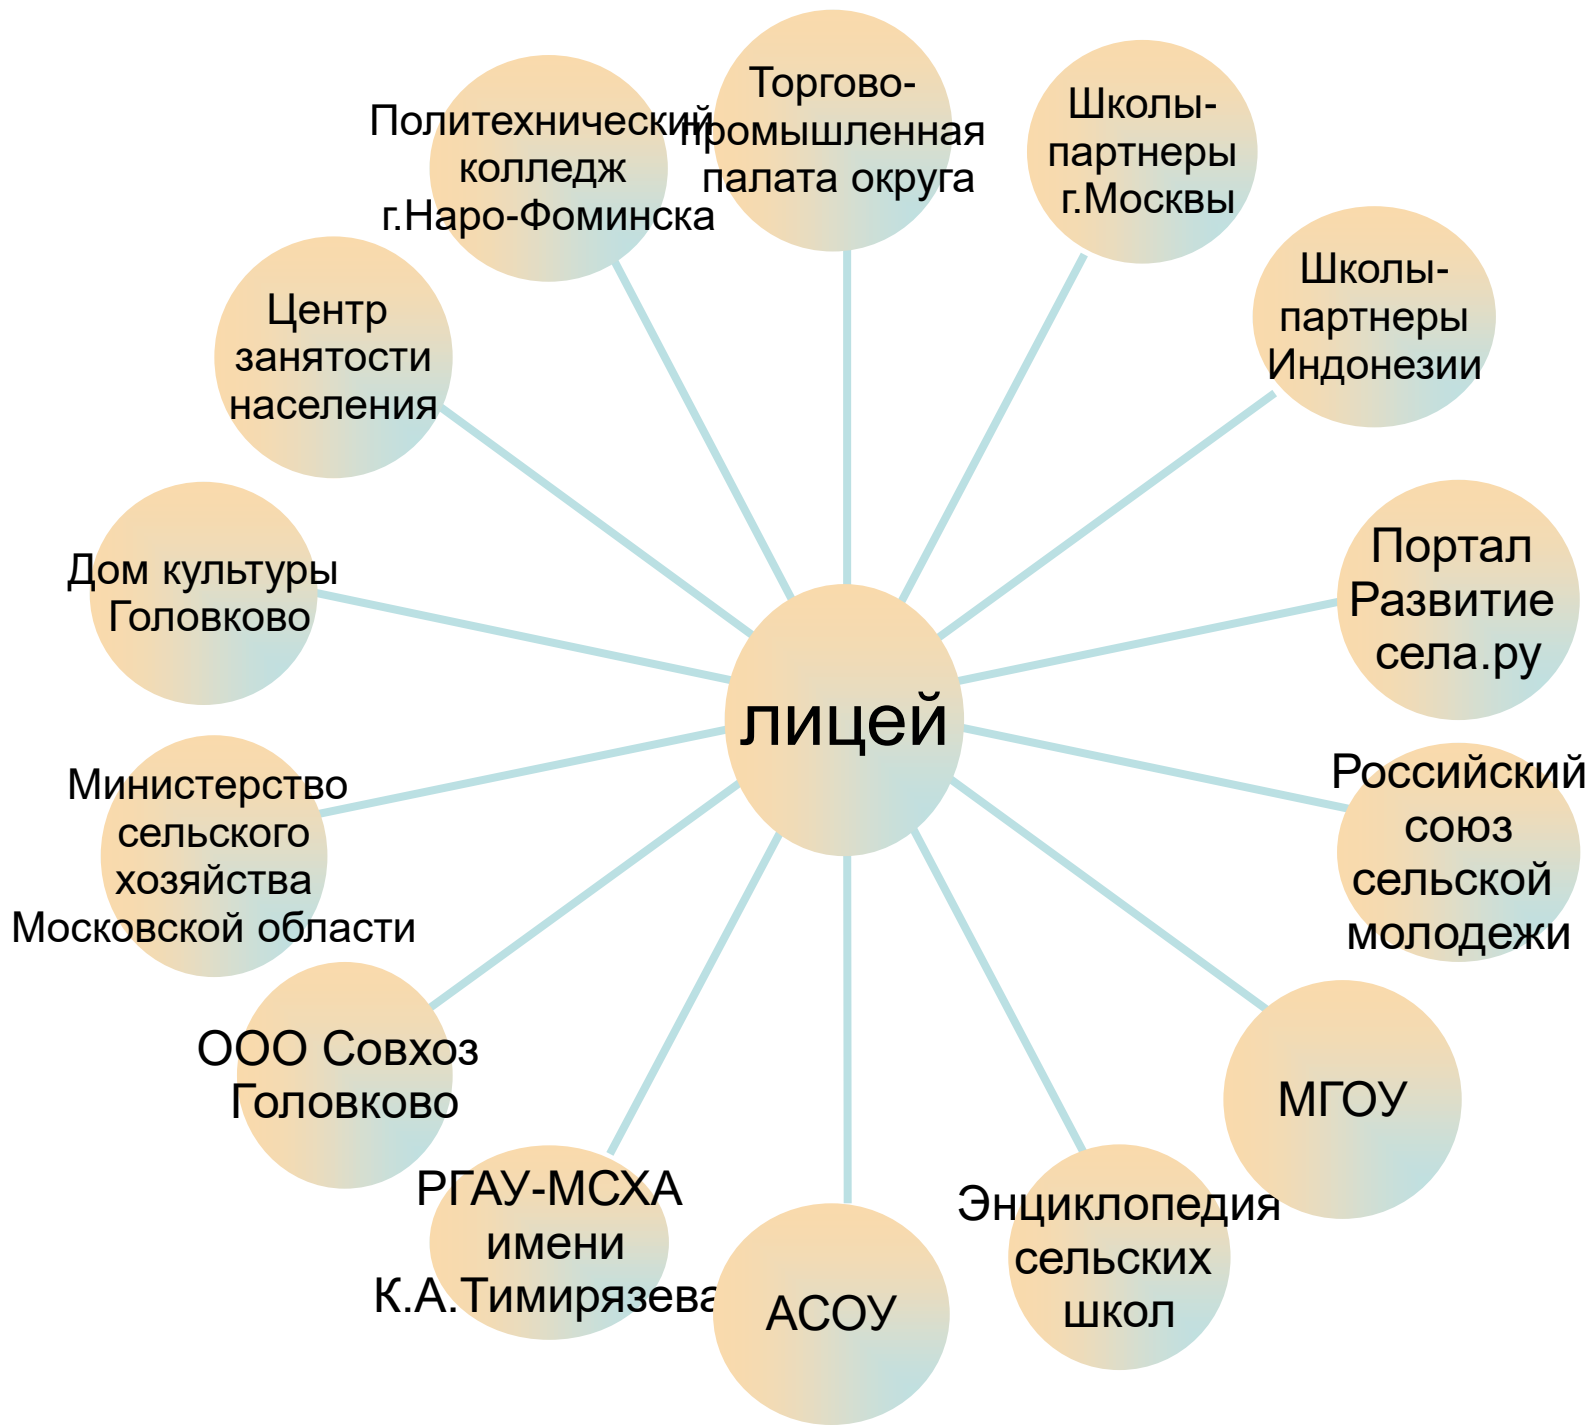 Торгово-
промышленная
палата округа
Школы-
партнеры
г.Москвы
Школы-
партнеры
Индонезии
Портал
Развитие
села.ру
Российский
союз
сельской
молодежи
МГОУ
Энциклопедия
сельских
школ
АСОУ
РГАУ-МСХА
имени
К.А.Тимирязева
ООО Совхоз
Головково
Министерство
сельского
хозяйства
Московской области
Дом культуры
Головково
Центр
занятости
населения
Политехнический
колледж
г.Наро-Фоминска
лицей